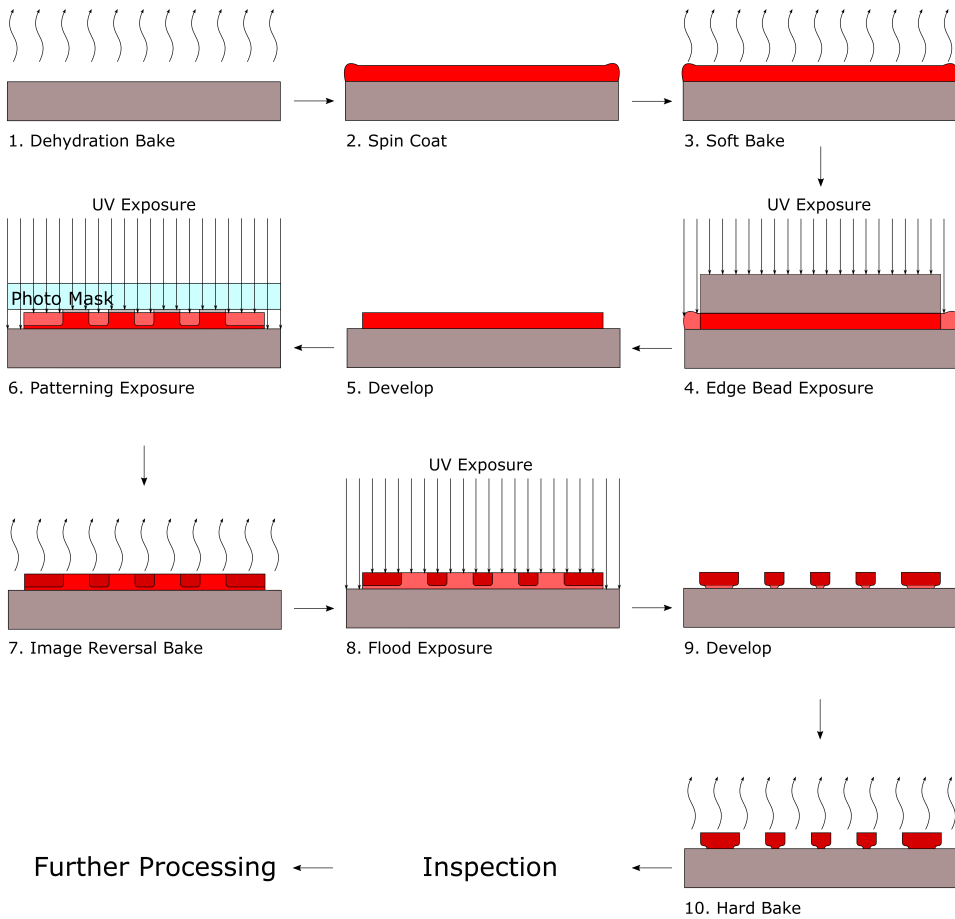 1. Dehydration Bake
2. Spin Coat
3. Soft Bake
UV Exposure
4. Edge Bead Exposure
5. Develop
UV Exposure
Photo Mask
6. Patterning Exposure
7. Image Reversal Bake
UV Exposure
8. Flood Exposure
9. Develop
10. Hard Bake
Inspection
Further Processing